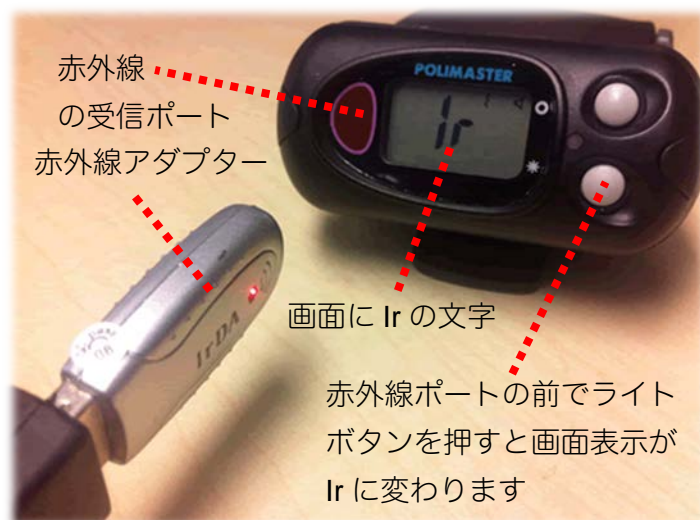 赤外線
の受信ポート
赤外線アダプター
POLIMASTER
Ir
IrDA
画面に Ir の文字
赤外線ポートの前でライト
ボタンを押すと画面表示が
Ir に変わります